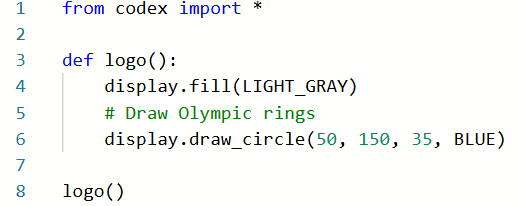 1 from codex import *
2
3 def logo():
4     display.fill(LIGHT_GRAY)
5     # Draw Olympic rings
6     display.draw_circle(50, 150, 35, BLUE)
7
8 logo()